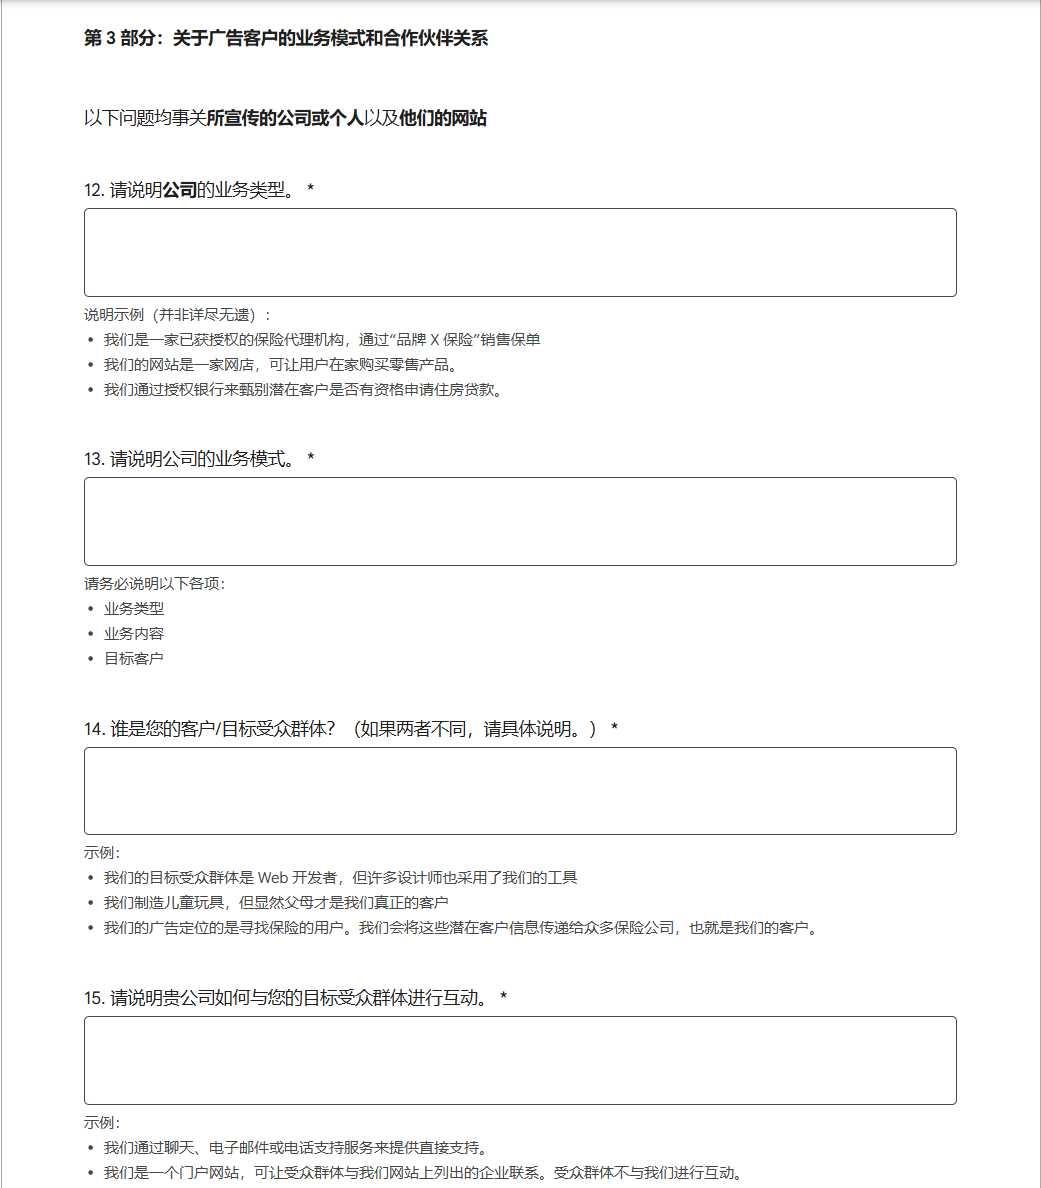 第 3 部分：关于广告客户的业务模式和合作伙伴关系
以下问题均事关所宣传的公司或个人以及他们的网站
12. 请说明公司的业务类型。 *
说明示例（并非详尽无遗）:
• 我们是一家已获授权的保险代理机构，通过“品牌 X 保险”销售保单
• 我们的网站是一家网店，可让用户在家购买零售产品。
• 我们通过授权银行来甄别潜在客户是否有资格申请住房贷款。
13. 请说明公司的业务模式。 *
请务必说明以下各项:
• 业务类型
• 业务内容
• 目标客户
14. 谁是您的客户/目标受众群体？（如果两者不同，请具体说明。） *
示例:
• 我们的目标受众群体是 Web 开发者，但许多设计师也采用了我们的工具
• 我们制造儿童玩具，但显然父母才是我们真正的客户
• 我们的广告定位的是寻找保险的用户。我们会将这些潜在客户信息传递给众多保险公司，也就是我们的客户。
15. 请说明贵公司如何与您的目标受众群体进行互动。 *
示例:
• 我们通过聊天、电子邮件或电话支持服务来提供直接支持。
• 我们是一个门户网站，可让受众群体与我们网站上列出的企业联系。受众群体不与我们进行互动。